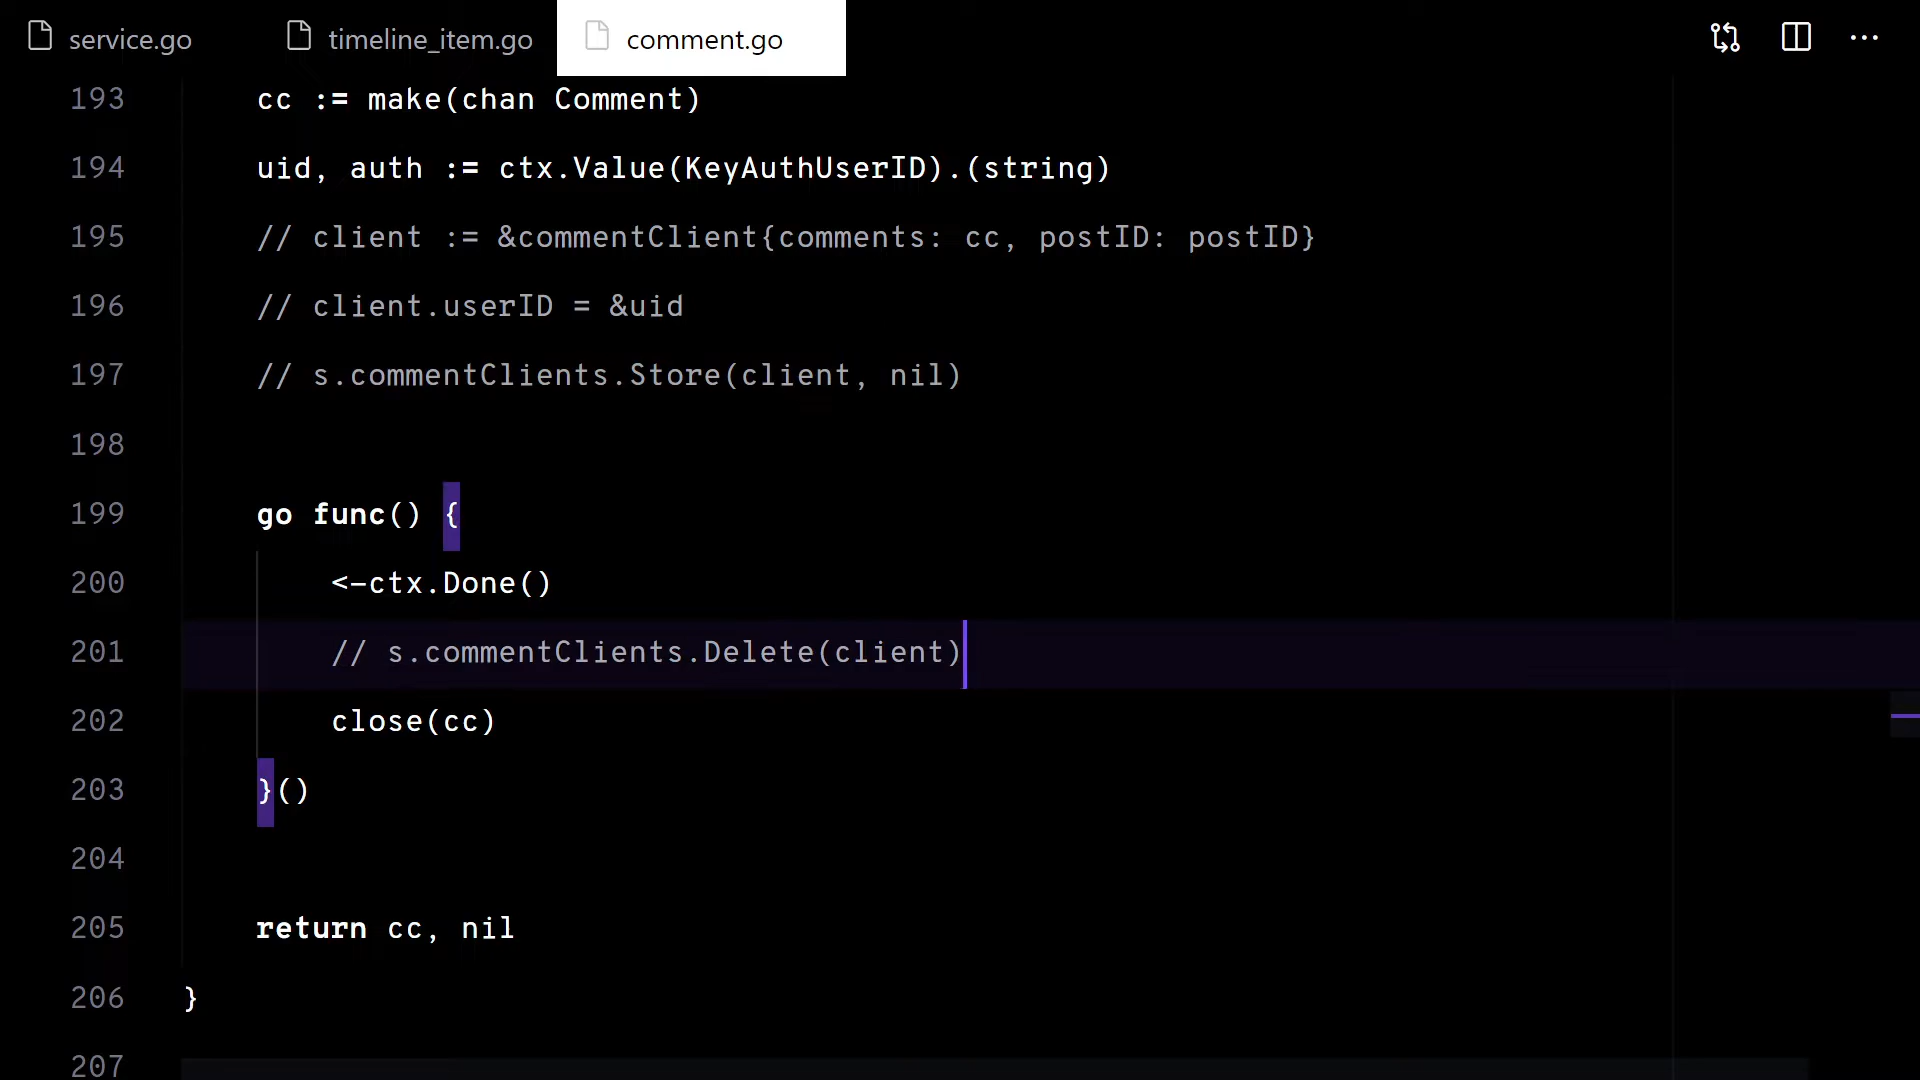 service.go timeline_item.go comment.go
193 cc := make(chan Comment)
194 uid, auth := ctx.Value(KeyAuthUserID).(string)
195 // client := &commentClient{comments: cc, postID: postID}
196 // client.userID = &uid
197 // s.commentClients.Store(client, nil)
198
199 go func() {
200 <-ctx.Done()
201 // s.commentClients.Delete(client)
202 close(cc)
203 }()
204
205 return cc, nil
206 }
207